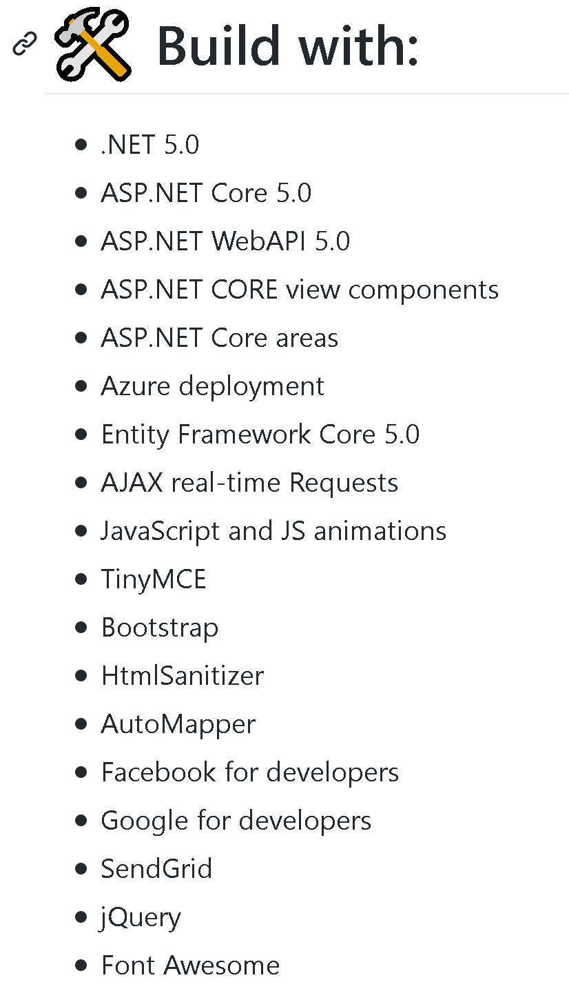 Build with:
.NET 5.0
ASP.NET Core 5.0
ASP.NET WebAPI 5.0
ASP.NET CORE view components
ASP.NET Core areas
Azure deployment
Entity Framework Core 5.0
AJAX real-time Requests
JavaScript and JS animations
TinyMCE
Bootstrap
HtmlSanitizer
AutoMapper
Facebook for developers
Google for developers
SendGrid
jQuery
Font Awesome